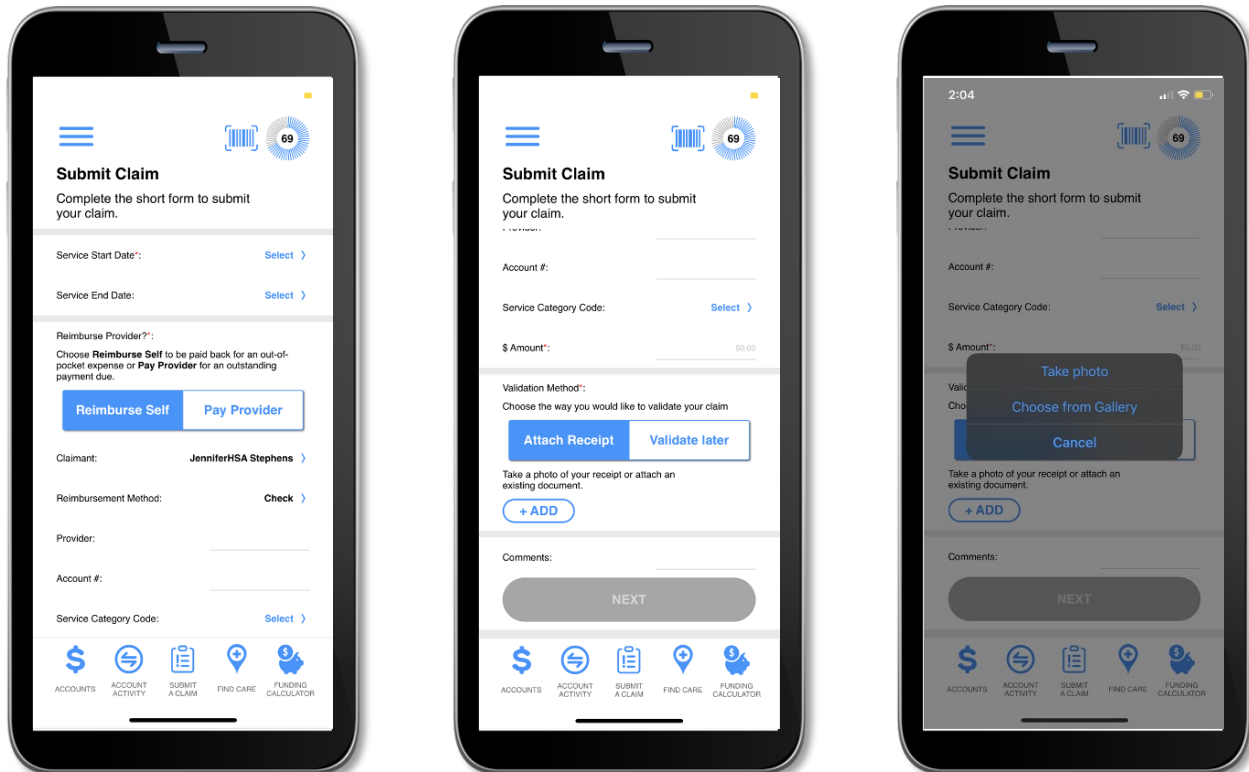 69
Submit Claim
Complete the short form to submit
your claim.
Service Start Date*:
Select >
Service End Date:
Select >
Reimburse Provider?*:
Choose Reimburse Self to be paid back for an out-of-
pocket expense or Pay Provider for an outstanding
payment due.
Reimburse Self
Pay Provider
Claimant:
JenniferHSA Stephens >
Reimbursement Method:
Check >
Provider:
Account #:
Service Category Code:
Select >
ACCOUNTS
ACCOUNT
ACTIVITY
SUBMIT
A CLAIM
FIND CARE
FUNDING
CALCULATOR
69
Submit Claim
Complete the short form to submit
your claim.
Account #:
Service Category Code:
Select >
$ Amount*:
$0.00
Validation Method*:
Choose the way you would like to validate your claim
Attach Receipt
Validate later
Take a photo of your receipt or attach an
existing document.
+ ADD
Comments:
NEXT
ACCOUNTS
ACCOUNT
ACTIVITY
SUBMIT
A CLAIM
FIND CARE
FUNDING
CALCULATOR
2:04
69
Submit Claim
Complete the short form to submit
your claim.
Account #:
Service Category Code:
Select >
$ Amount*:
$0.00
Take photo
Choose from Gallery
Cancel
Take a photo of your receipt or attach an
existing document.
+ ADD
Comments:
NEXT
ACCOUNTS
ACCOUNT
ACTIVITY
SUBMIT
A CLAIM
FIND CARE
FUNDING
CALCULATOR